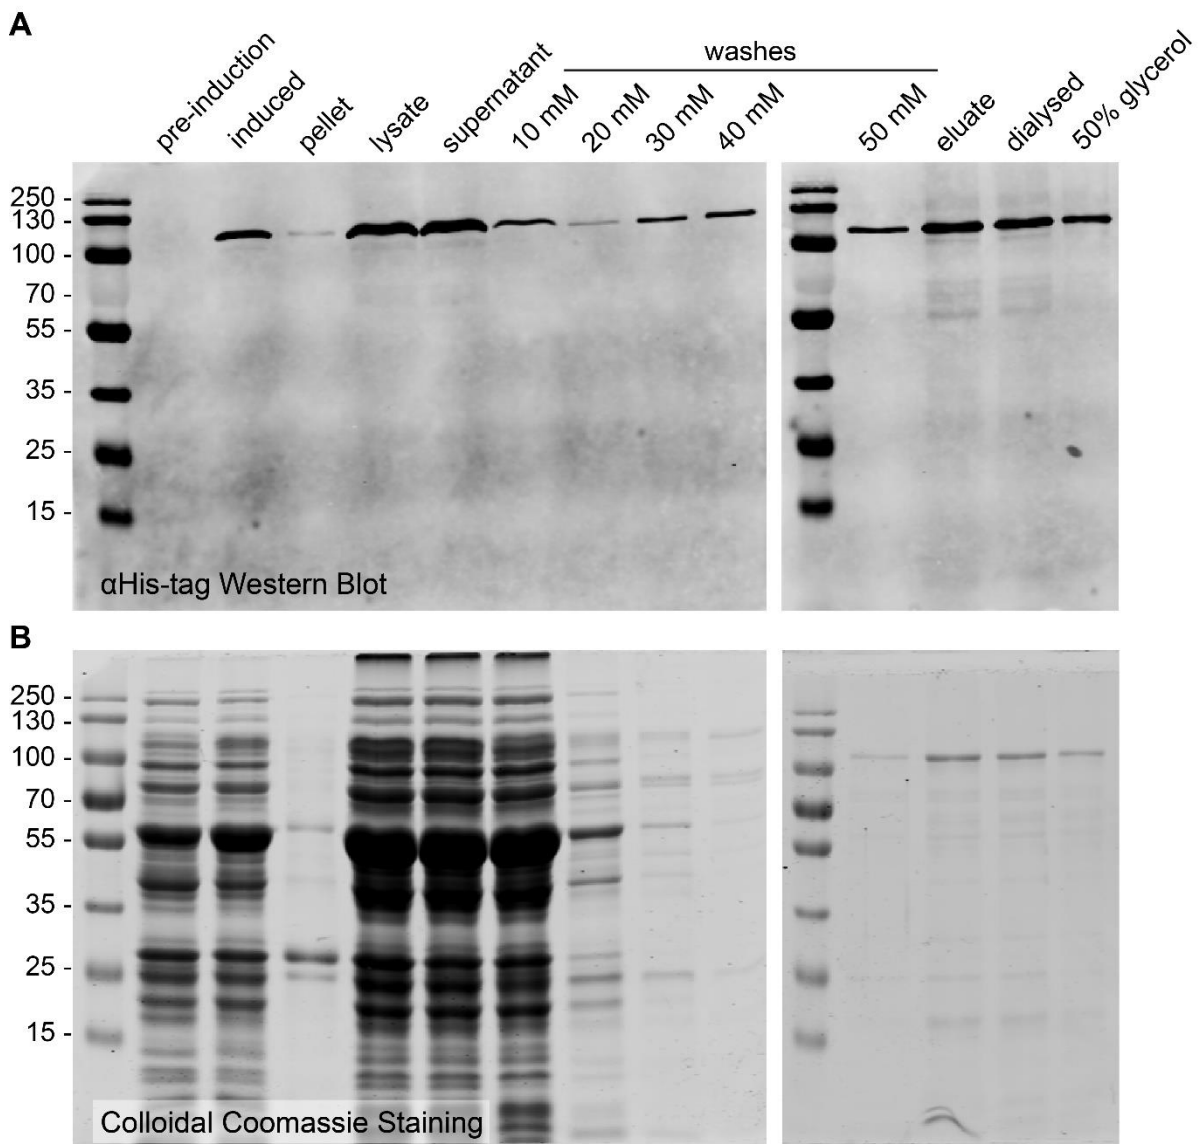 A
washes
pre-induction
induced
pellet
lysate
supernatant
10 mM
20 mM
30 mM
40 mM
50 mM
eluate
dialysed
50% glycerol
250 -
130 -
100 -
70 -
55 -
35 -
25 -
15 -
αHis-tag Western Blot
B
250 -
130 -
100 -
70 -
55 -
35 -
25 -
15 -
Colloidal Coomassie Staining